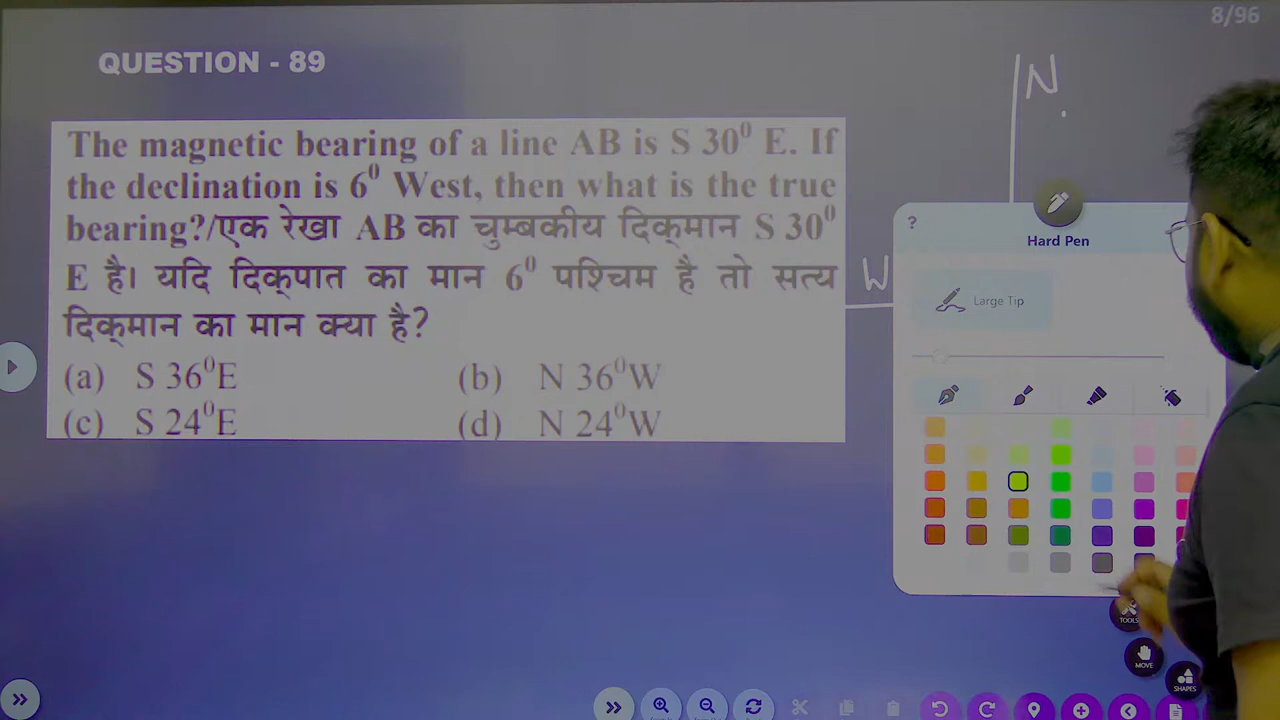 8/96
QUESTION - 89
N
The magnetic bearing of a line AB is S 30⁰ E. If
the declination is 6⁰ West, then what is the true
bearing?/एक रेखा AB का चुम्बकीय दिक्मान S 30⁰
E है। यदि दिक्पात का मान 6⁰ पश्चिम है तो सत्य
दिक्मान का मान क्या है?
(a) S 36⁰E (b) N 36⁰W
(c) S 24⁰E (d) N 24⁰W
W
?
Hard Pen
Large Tip
TOOLS
MOVE
SHAPES